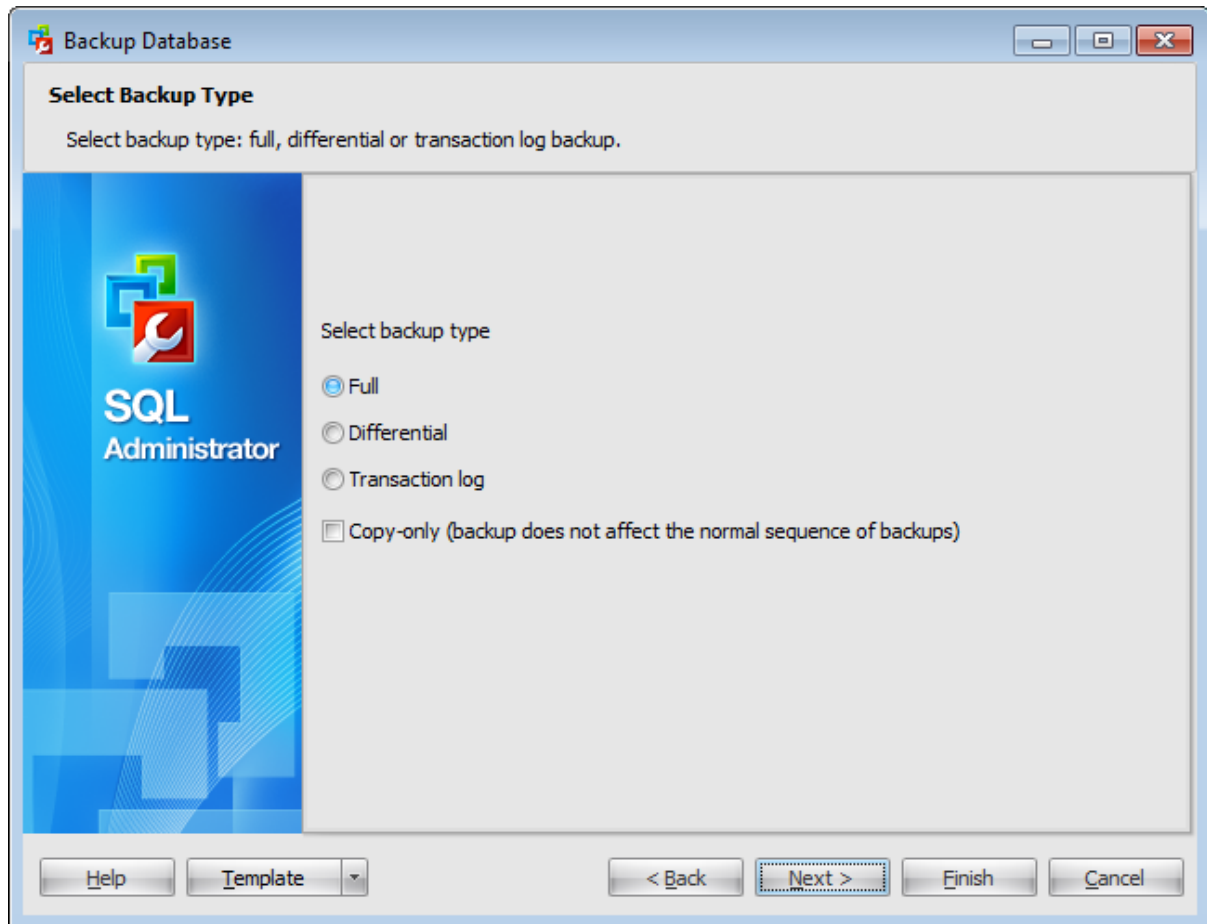 Backup Database
Select Backup Type
Select backup type: full, differential or transaction log backup.
SQL
Administrator
Select backup type
Full
Differential
Transaction log
Copy-only (backup does not affect the normal sequence of backups)
Help
Template
< Back
Next >
Finish
Cancel